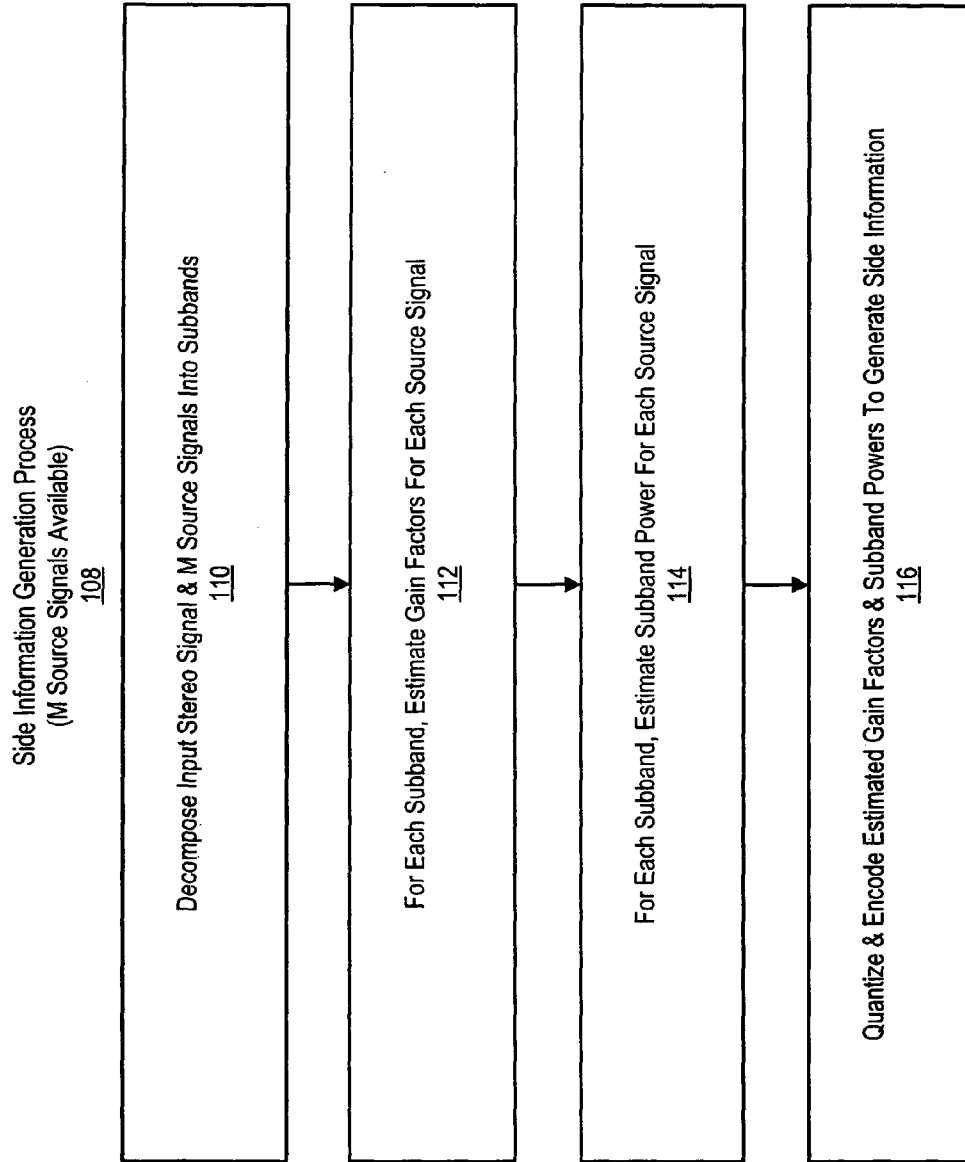 Side Information Generation Process
(M Source Signals Available)
108
Decompose Input Stereo Signal & M Source Signals Into Subbands
110
For Each Subband, Estimate Gain Factors For Each Source Signal
112
For Each Subband, Estimate Subband Power For Each Source Signal
114
Quantize & Encode Estimated Gain Factors & Subband Powers To Generate Side Information
116